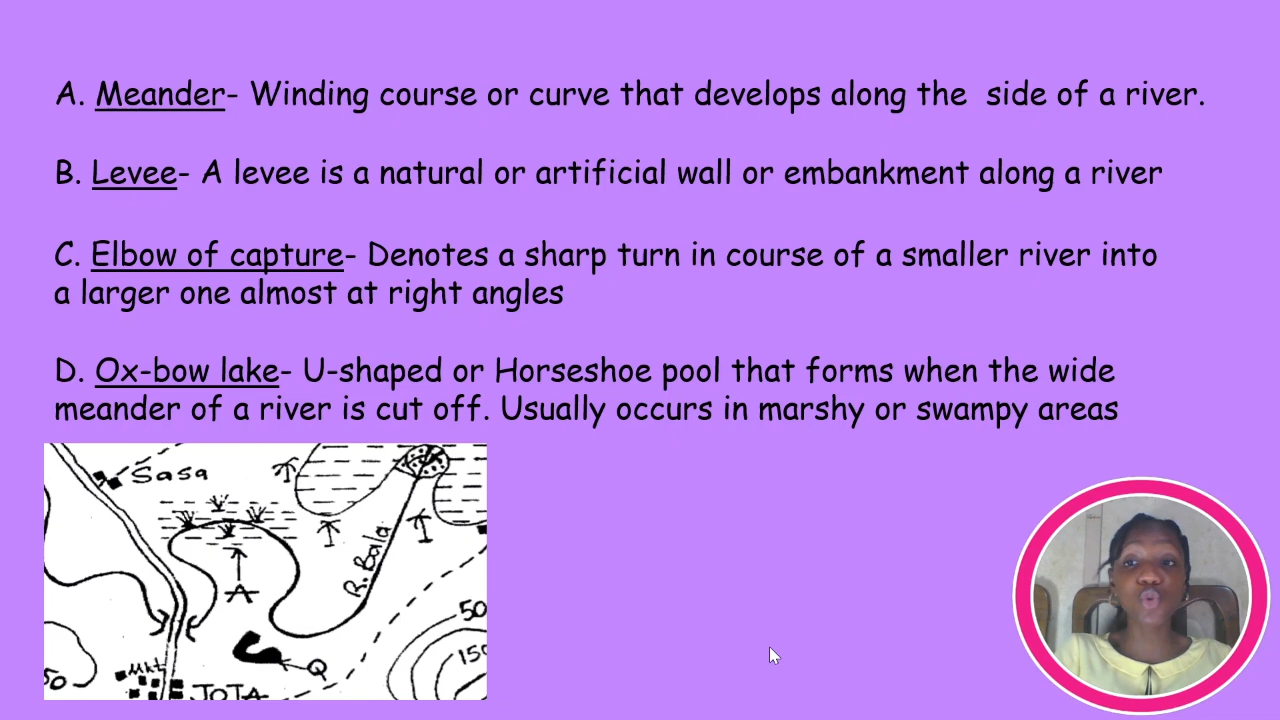 A. Meander- Winding course or curve that develops along the side of a river.
B. Levee- A levee is a natural or artificial wall or embankment along a river
C. Elbow of capture- Denotes a sharp turn in course of a smaller river into
a larger one almost at right angles
D. Ox-bow lake- U-shaped or Horseshoe pool that forms when the wide
meander of a river is cut off. Usually occurs in marshy or swampy areas
Sasa
R. Bala
A
50
150
Q
Mkt
50
JOTA